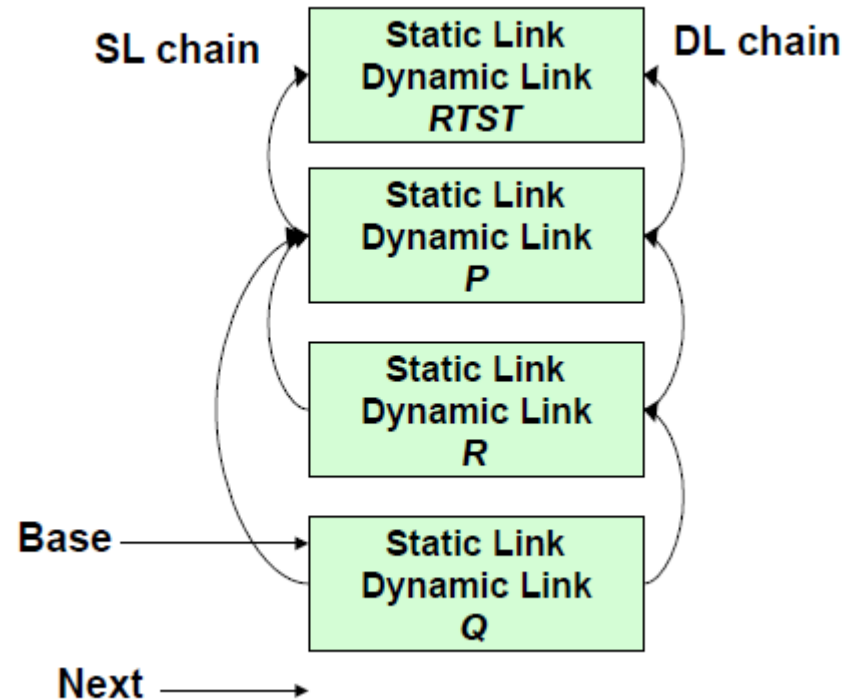 SL chain
DL chain
Static Link
Dynamic Link
RTST
Static Link
Dynamic Link
P
Static Link
Dynamic Link
R
Base
Static Link
Dynamic Link
Q
Next